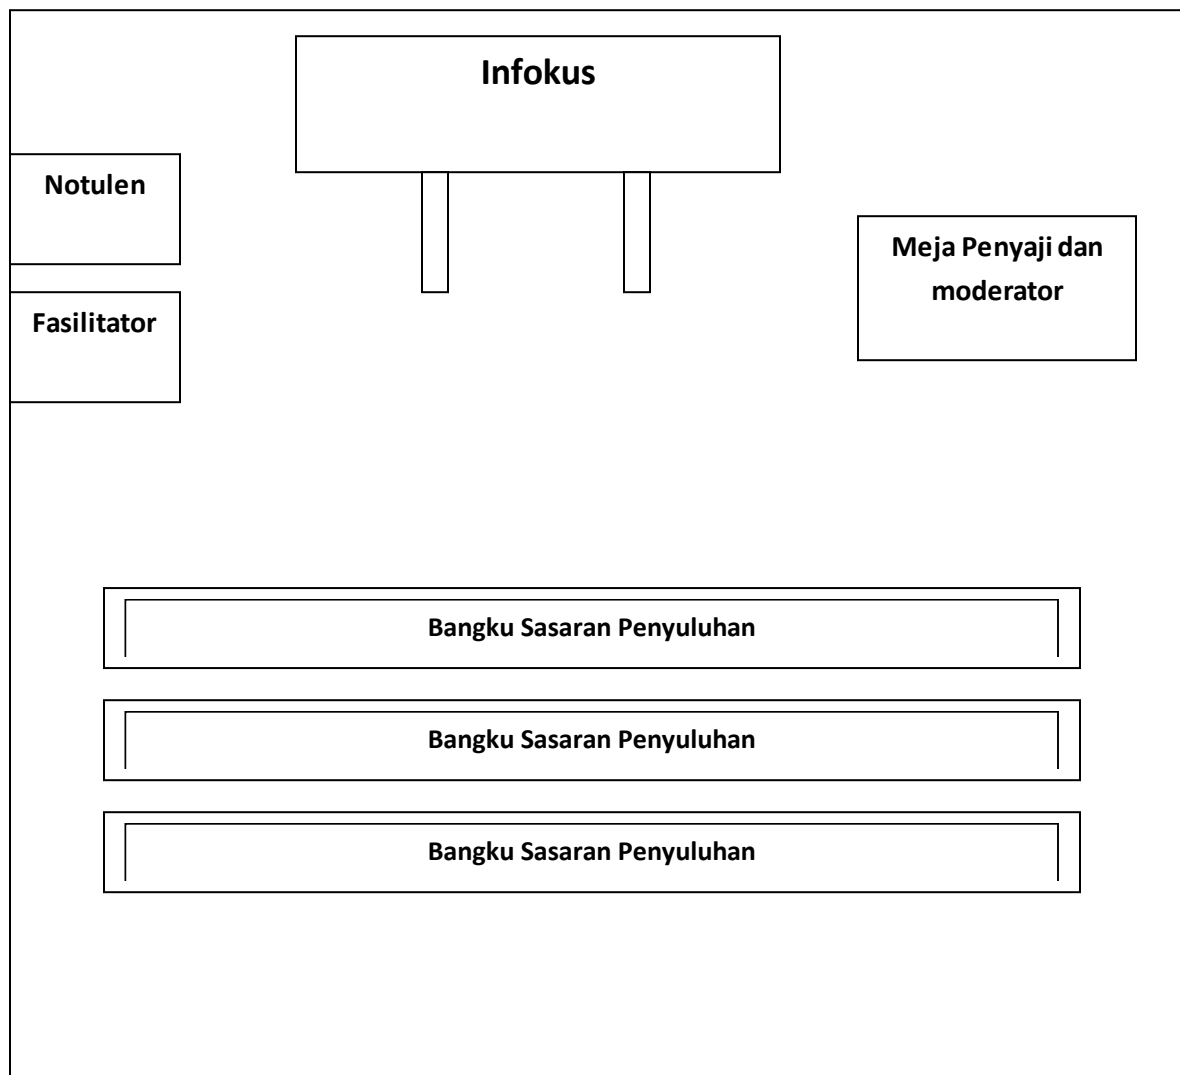 Infokus
Notulen
Meja Penyaji dan
moderator
Fasilitator
Bangku Sasaran Penyuluhan
Bangku Sasaran Penyuluhan
Bangku Sasaran Penyuluhan